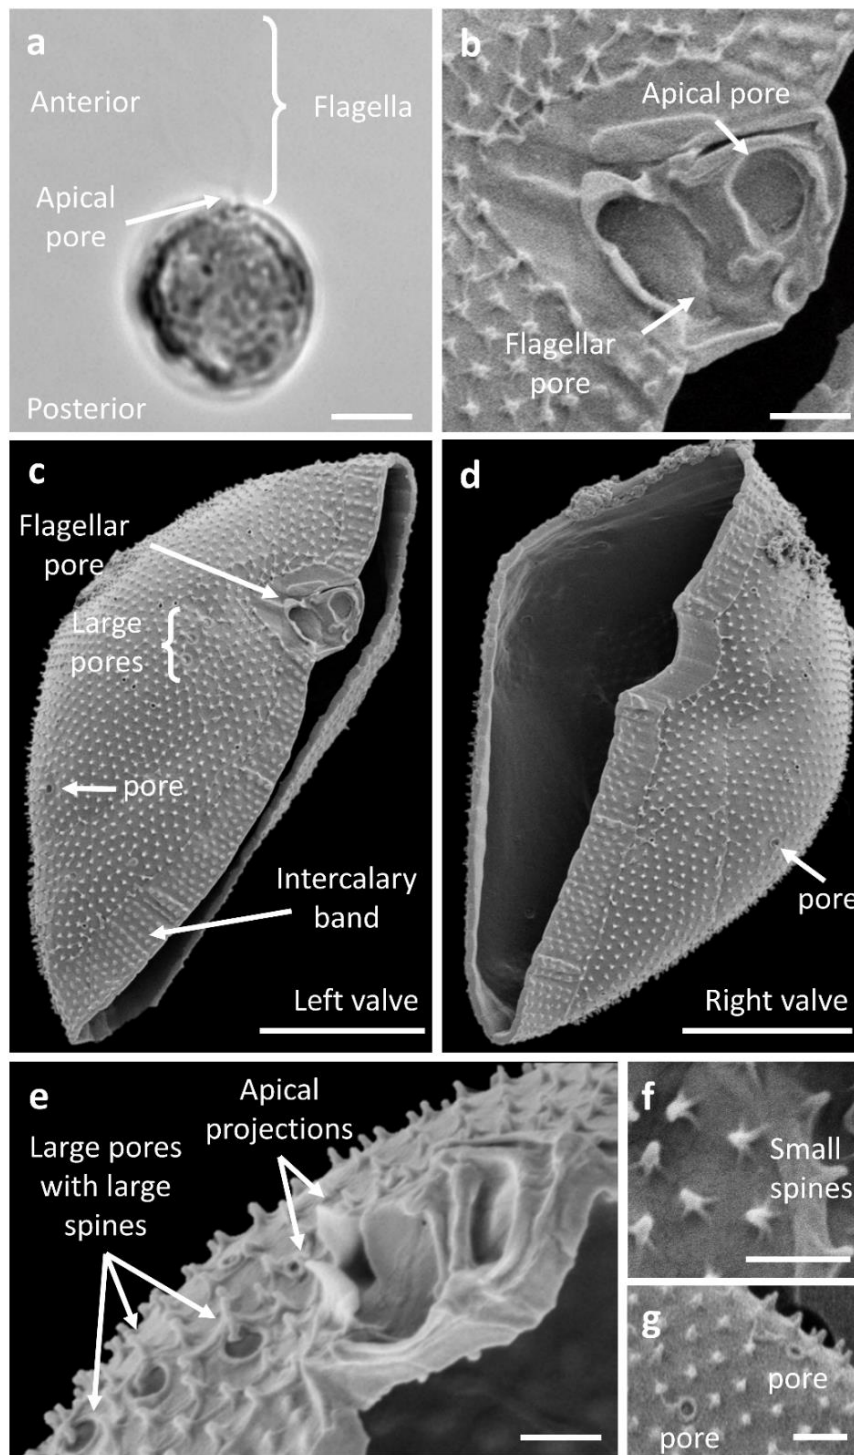 a
Anterior
Flagella
Apical
pore
Posterior
b
Apical pore
Flagellar
pore
c
Flagellar
pore
Large
pores
pore
Intercalary
band
Left valve
d
pore
Right valve
e
Apical
projections
Large pores
with large
spines
f
Small
spines
g
pore
pore